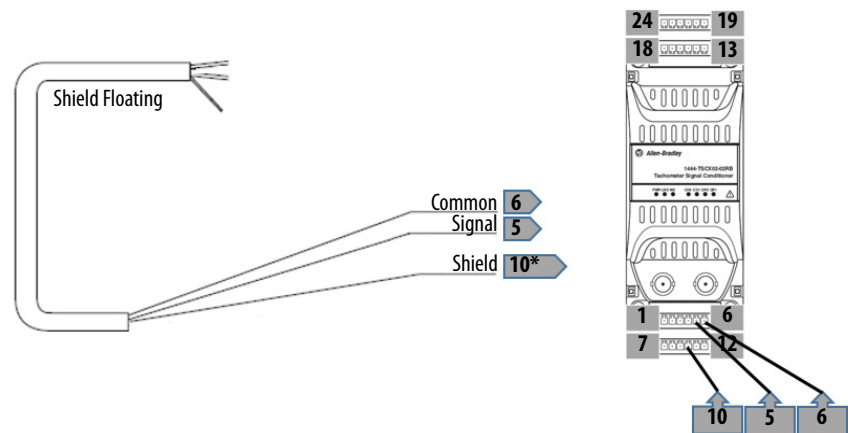 24 19
18 13
Shield Floating
Allen-Bradley
1444-TSCX02-02RB
Tachometer Signal Conditioner
Common 6
Signal 5
Shield 10*
1 6
7 12
10 5 6